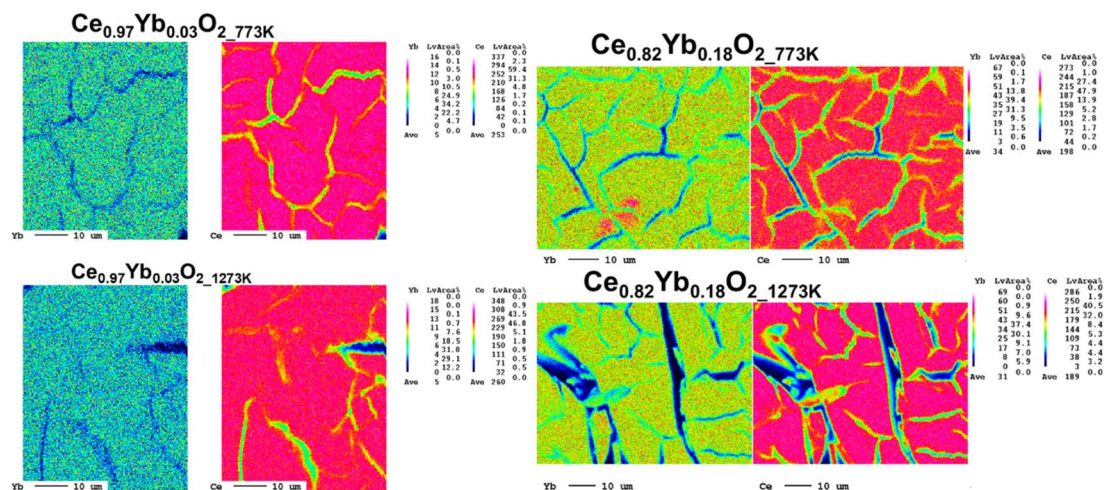 Ce0.97Yb0.03O2_773K
Yb LvArea% Ce LvArea%
0.0 0.0
16 0.1 337 2.3
14 0.5 294 59.4
12 3.0 252 31.3
10 10.5 210 4.8
8 24.9 168 1.7
6 34.2 126 0.2
4 22.2 84 0.1
2 4.7 42 0.1
0 0.0 0 0.0
Ave 5 Ave 253
Yb 10 um
Ce 10 um
Ce0.82Yb0.18O2_773K
Yb LvArea% Ce LvArea%
0.0 0.0
67 0.1 273 1.0
59 1.7 244 27.4
51 13.8 215 47.9
43 39.4 187 13.9
35 31.3 158 5.2
27 9.5 129 2.8
19 3.5 101 1.7
11 0.6 72 0.2
3 0.0 44 0.0
Ave 34 Ave 198
Yb 10 um
Ce 10 um
Ce0.97Yb0.03O2_1273K
Yb LvArea% Ce LvArea%
0.0 0.0
18 0.0 348 0.9
15 0.1 308 43.5
13 0.7 269 46.8
11 7.6 229 5.1
9 18.5 190 1.8
6 31.8 150 0.9
4 29.1 111 0.5
2 12.2 71 0.5
0 0.0 32 0.0
Ave 5 Ave 260
Yb 10 um
Ce 10 um
Ce0.82Yb0.18O2_1273K
Yb LvArea% Ce LvArea%
0.0 0.0
69 0.0 286 1.9
60 0.9 250 40.5
51 9.6 215 32.0
43 37.4 179 8.4
34 30.1 144 5.3
25 9.1 109 4.4
17 7.0 73 4.4
8 5.9 38 3.2
0 0.0 3 0.0
Ave 31 Ave 189
Yb 10 um
Ce 10 um